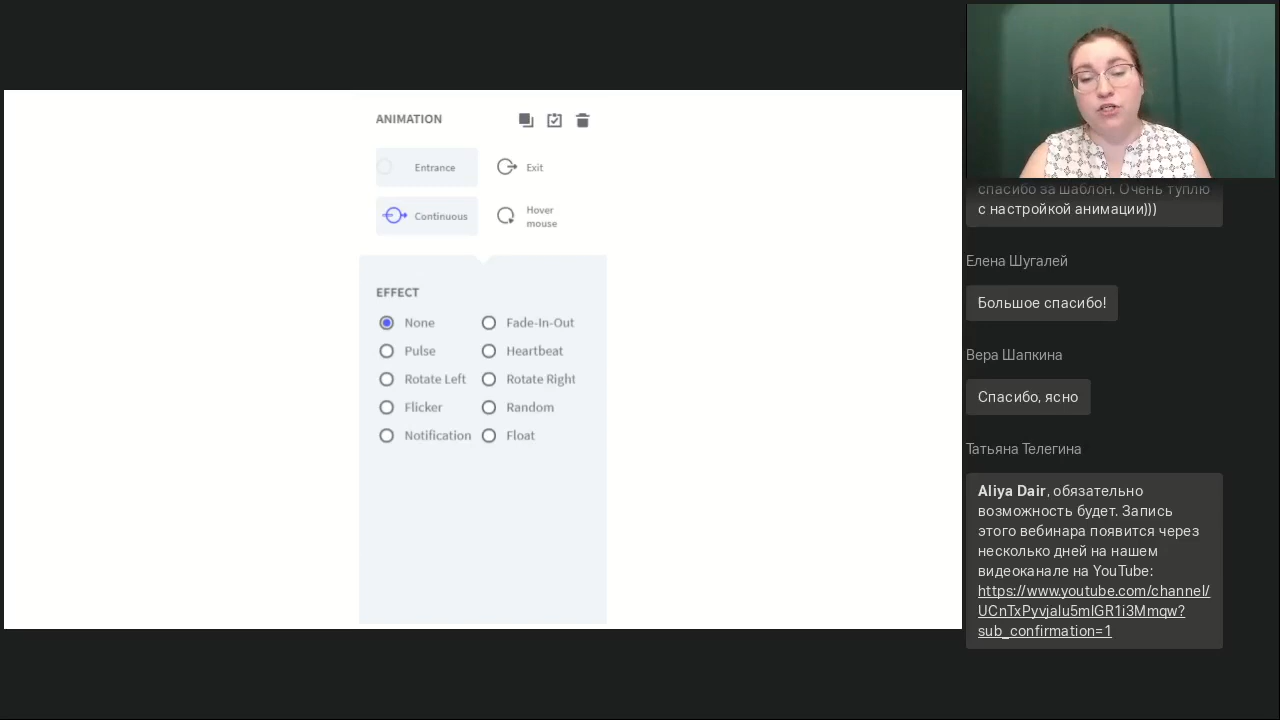 ANIMATION
Entrance
Exit
Continuous
Hover
mouse
EFFECT
None
Fade-In-Out
Pulse
Heartbeat
Rotate Left
Rotate Right
Flicker
Random
Notification
Float
спасибо за шаблон. Очень туплю
с настройкой анимации)))
Елена Шугалей
Большое спасибо!
Вера Шапкина
Спасибо, ясно
Татьяна Телегина
Aliya Dair, обязательно
возможность будет. Запись
этого вебинара появится через
несколько дней на нашем
видеоканале на YouTube:
https://www.youtube.com/channel/
UCnTxPyvjalu5mlGR1i3Mmqw?
sub_confirmation=1